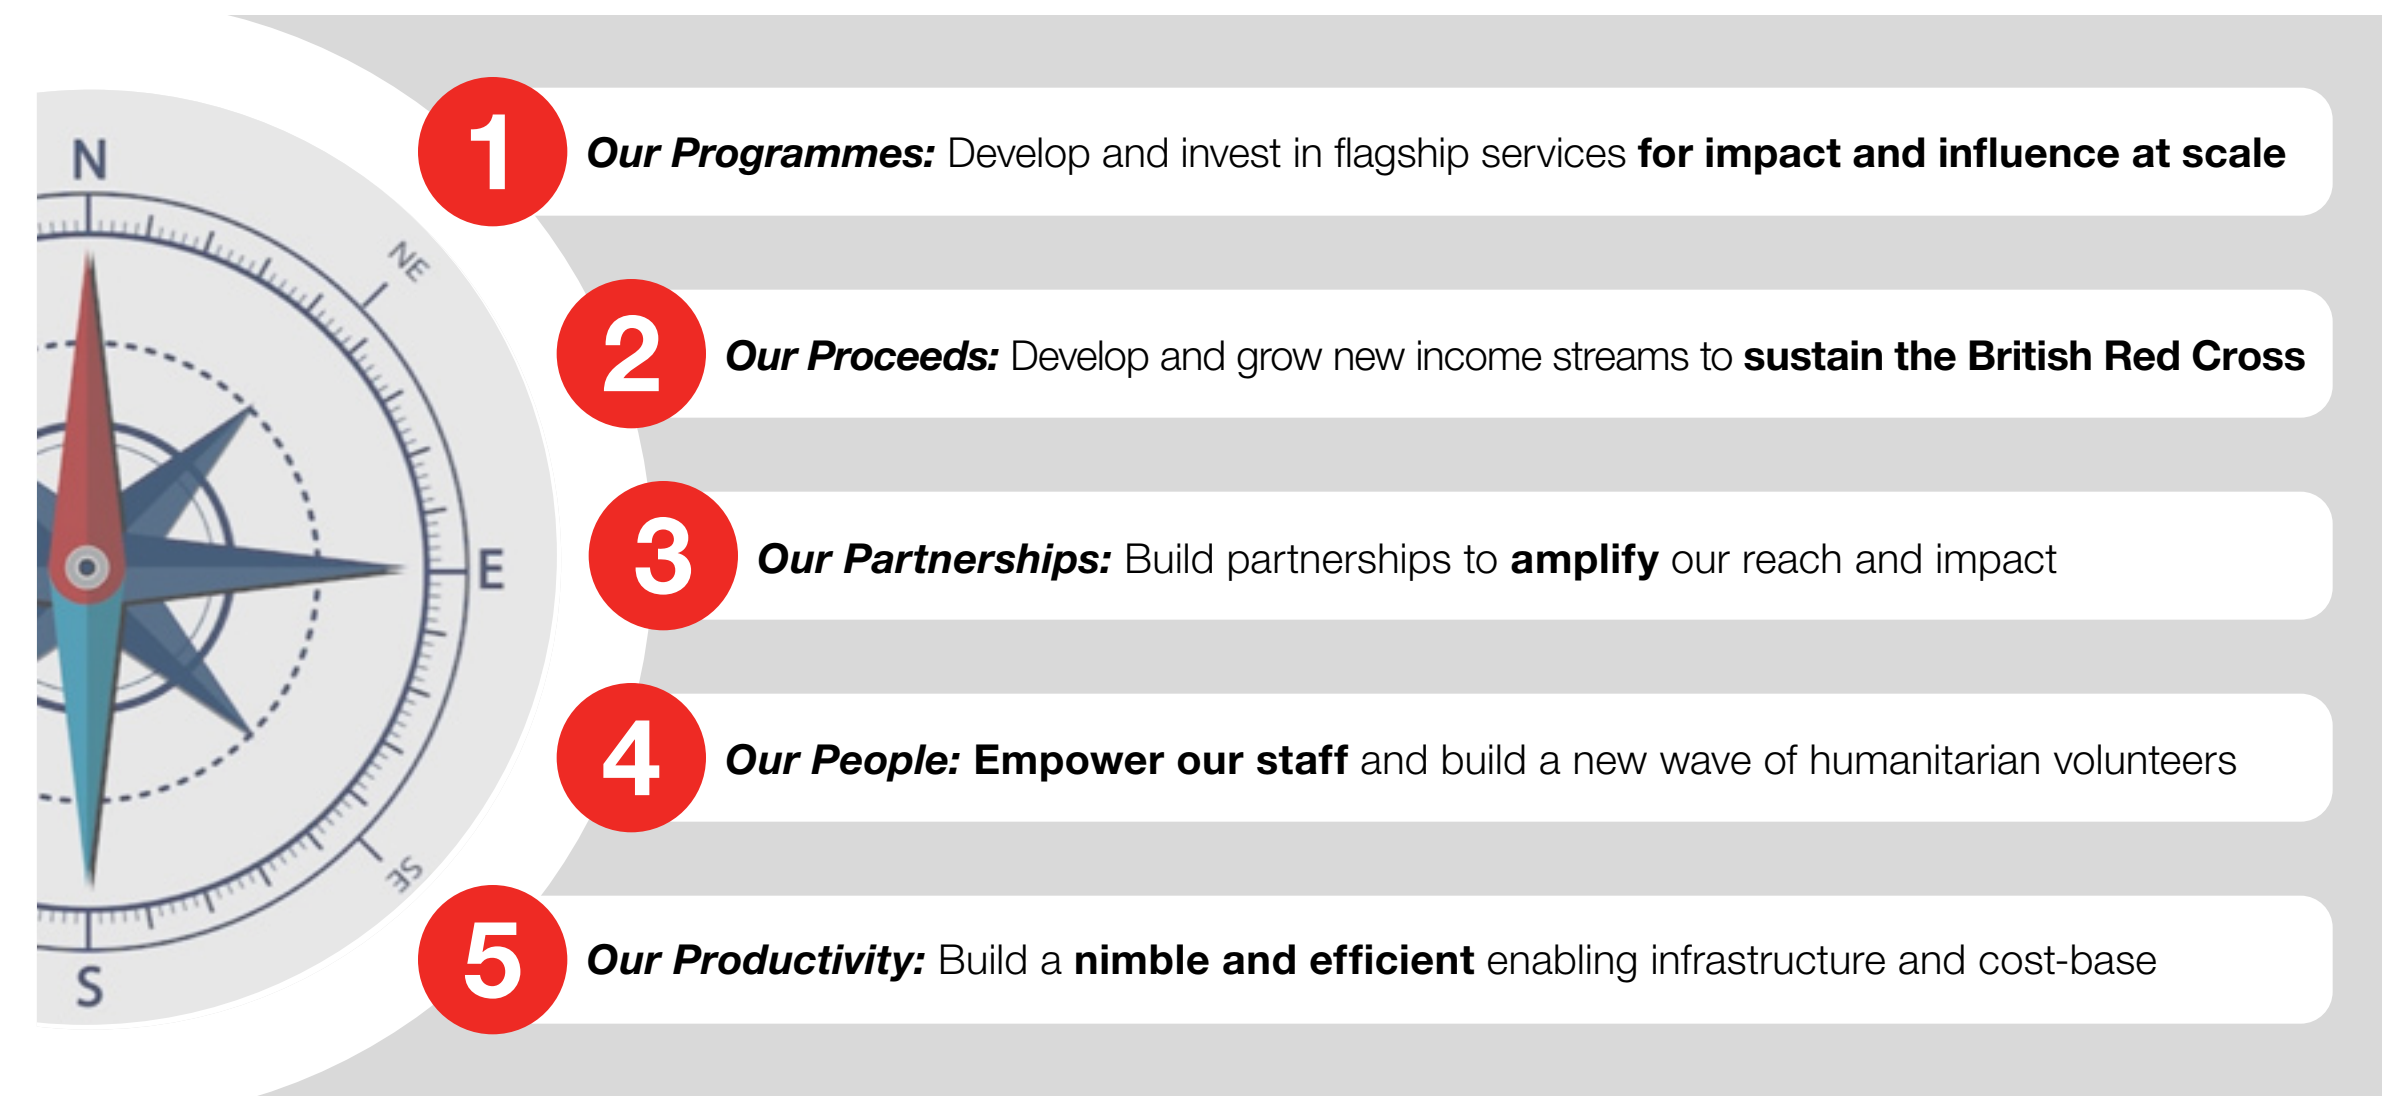 N
NE
E
SE
S
1
Our Programmes: Develop and invest in flagship services for impact and influence at scale
2
Our Proceeds: Develop and grow new income streams to sustain the British Red Cross
3
Our Partnerships: Build partnerships to amplify our reach and impact
4
Our People: Empower our staff and build a new wave of humanitarian volunteers
5
Our Productivity: Build a nimble and efficient enabling infrastructure and cost-base